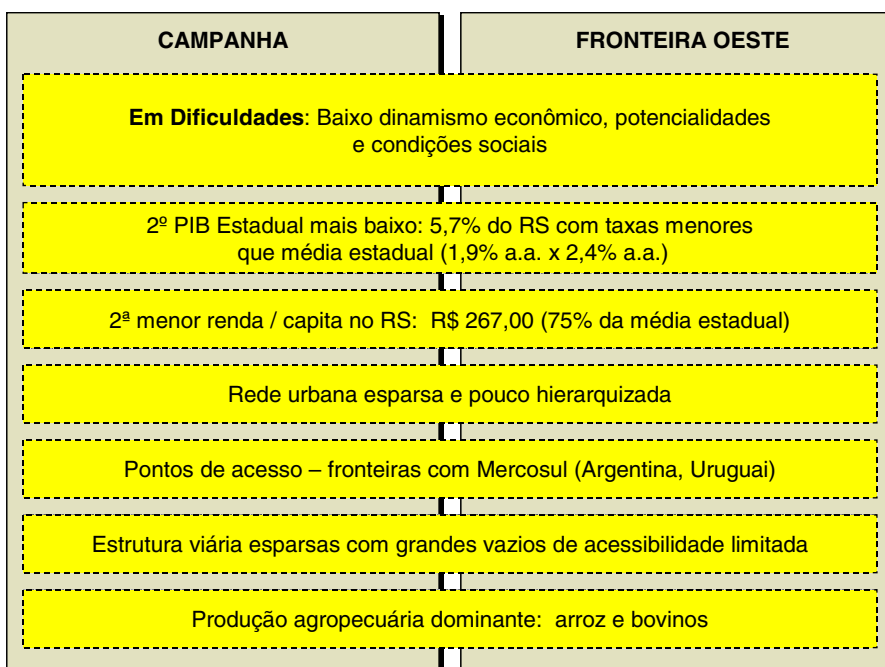 CAMPANHA
FRONTEIRA OESTE
Em Dificuldades: Baixo dinamismo econômico, potencialidades
e condições sociais
2º PIB Estadual mais baixo: 5,7% do RS com taxas menores
que média estadual (1,9% a.a. x 2,4% a.a.)
2ª menor renda / capita no RS: R$ 267,00 (75% da média estadual)
Rede urbana esparsa e pouco hierarquizada
Pontos de acesso – fronteiras com Mercosul (Argentina, Uruguai)
Estrutura viária esparsas com grandes vazios de acessibilidade limitada
Produção agropecuária dominante: arroz e bovinos